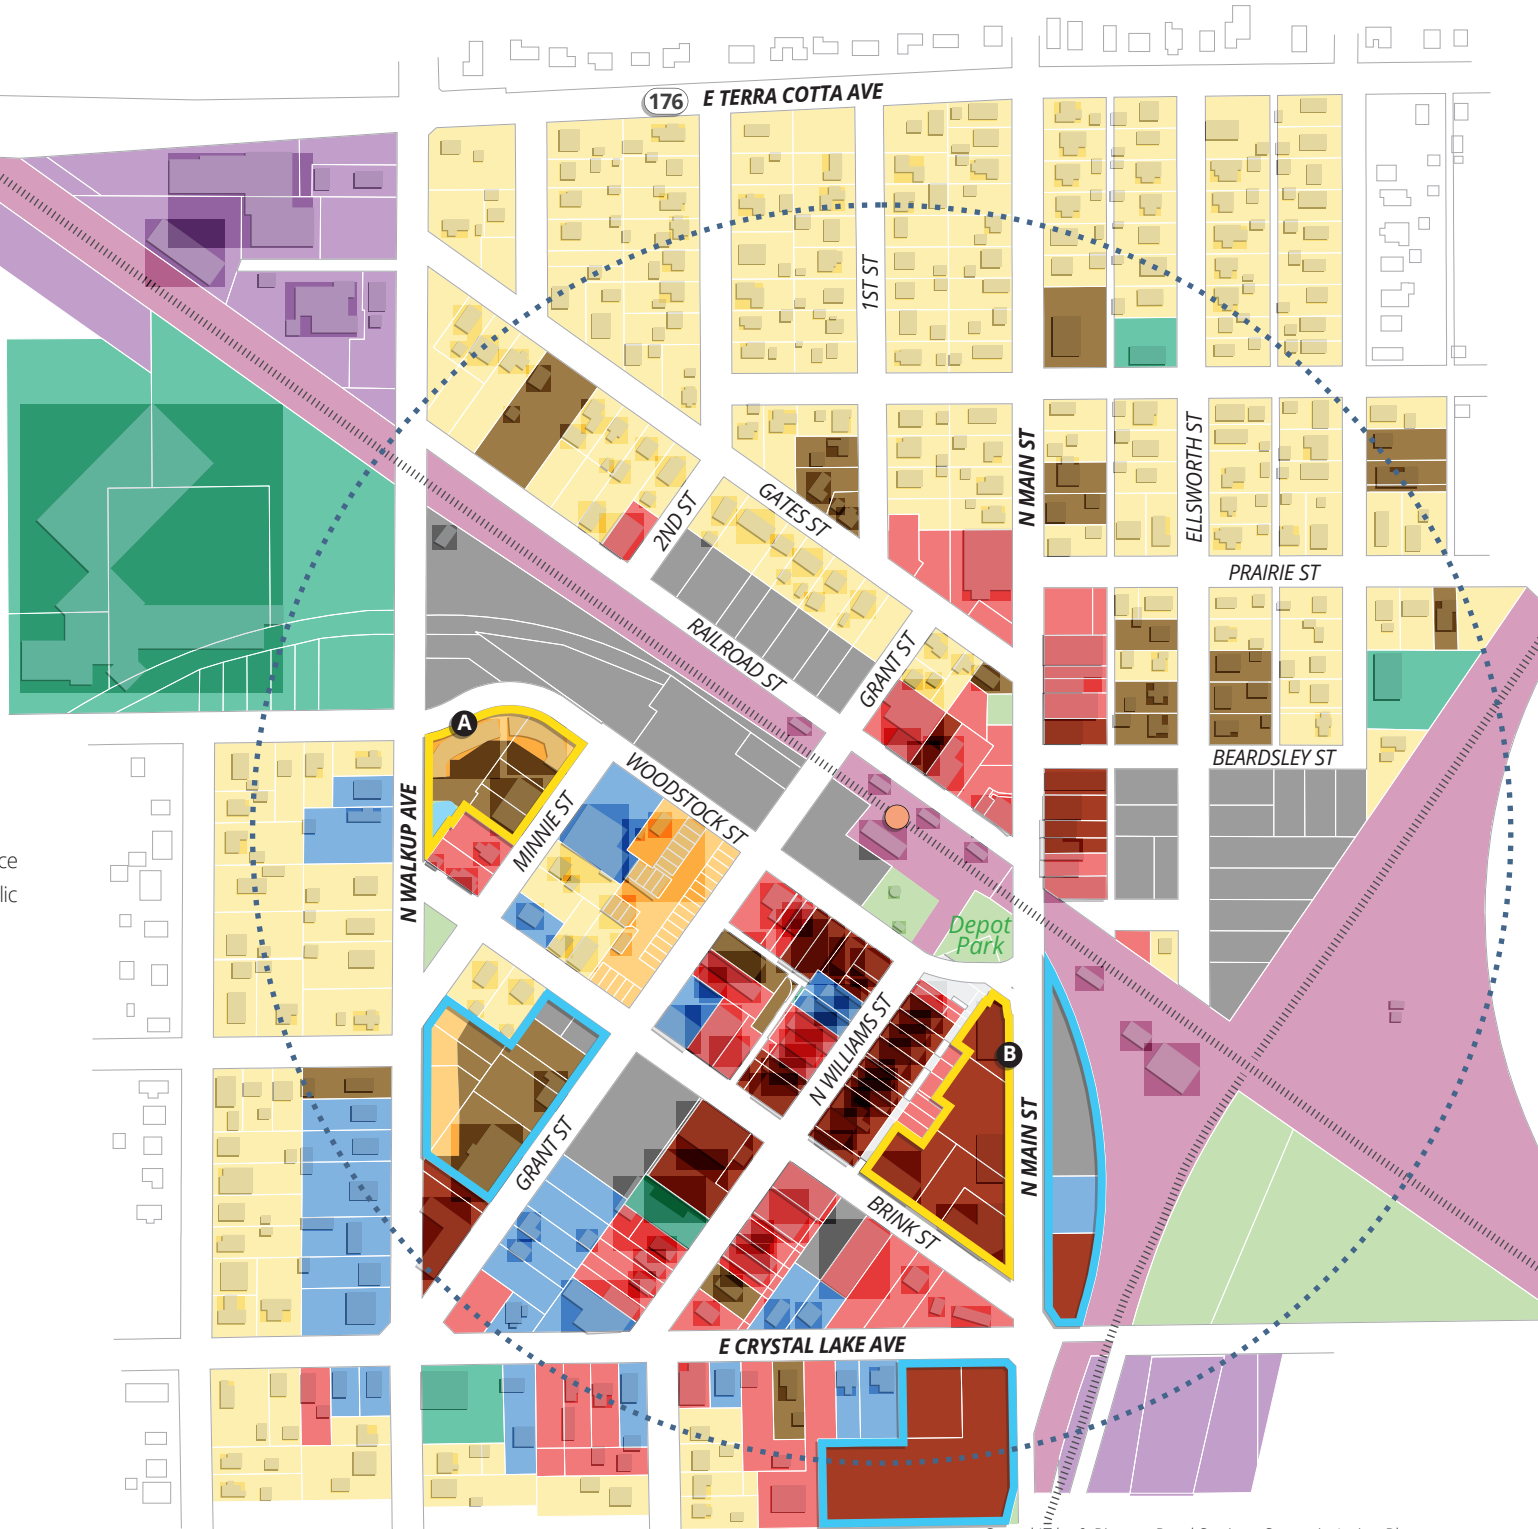 176 E TERRA COTTA AVE
1ST ST
N MAIN ST
ELLSWORTH ST
GATES ST
2ND ST
PRAIRIE ST
RAILROAD ST
GRANT ST
A
WOODSTOCK ST
BEARDSLEY ST
MINNIE ST
N WALKUP AVE
ce
lic
Depot
Park
N WILLIAMS ST
B
N MAIN ST
GRANT ST
BRINK ST
E CRYSTAL LAKE AVE